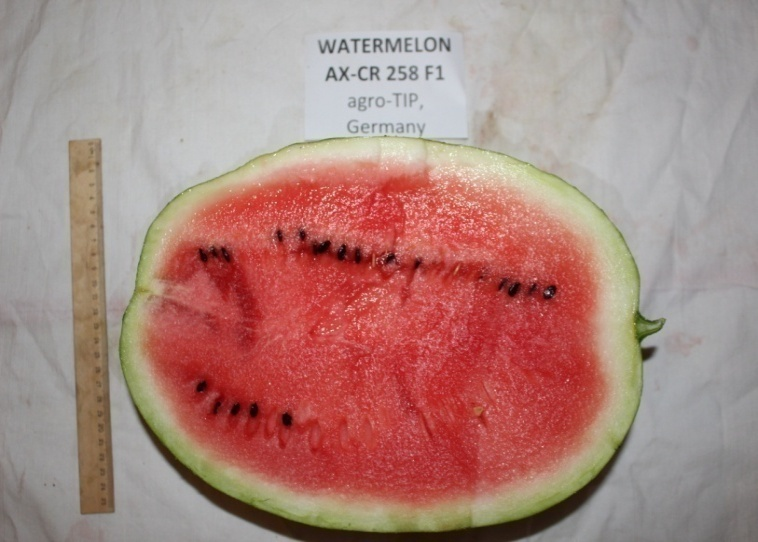 WATERMELON
AX-CR 258 F1
agro-TIP,
Germany